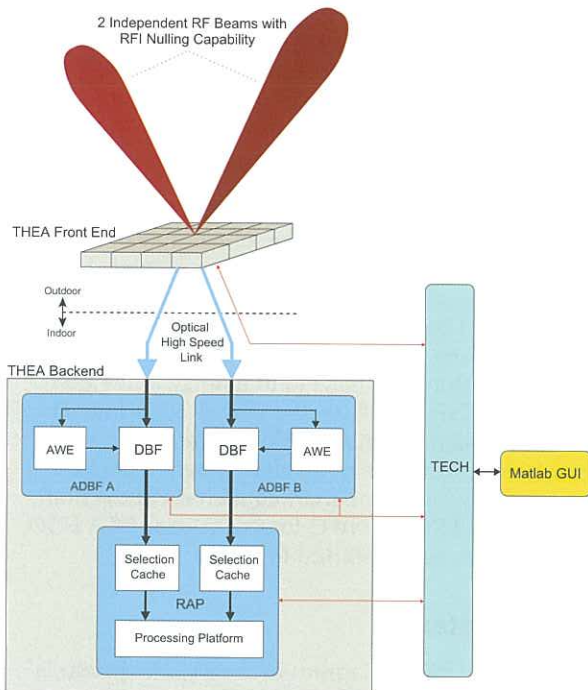 2 Independent RF Beams with
RFI Nulling Capability
THEA Front End
Outdoor
Indoor
Optical
High Speed
Link
THEA Backend
AWE
DBF
ADBF A
DBF
AWE
ADBF B
TECH
Matlab GUI
Selection
Cache
Selection
Cache
RAP
Processing Platform